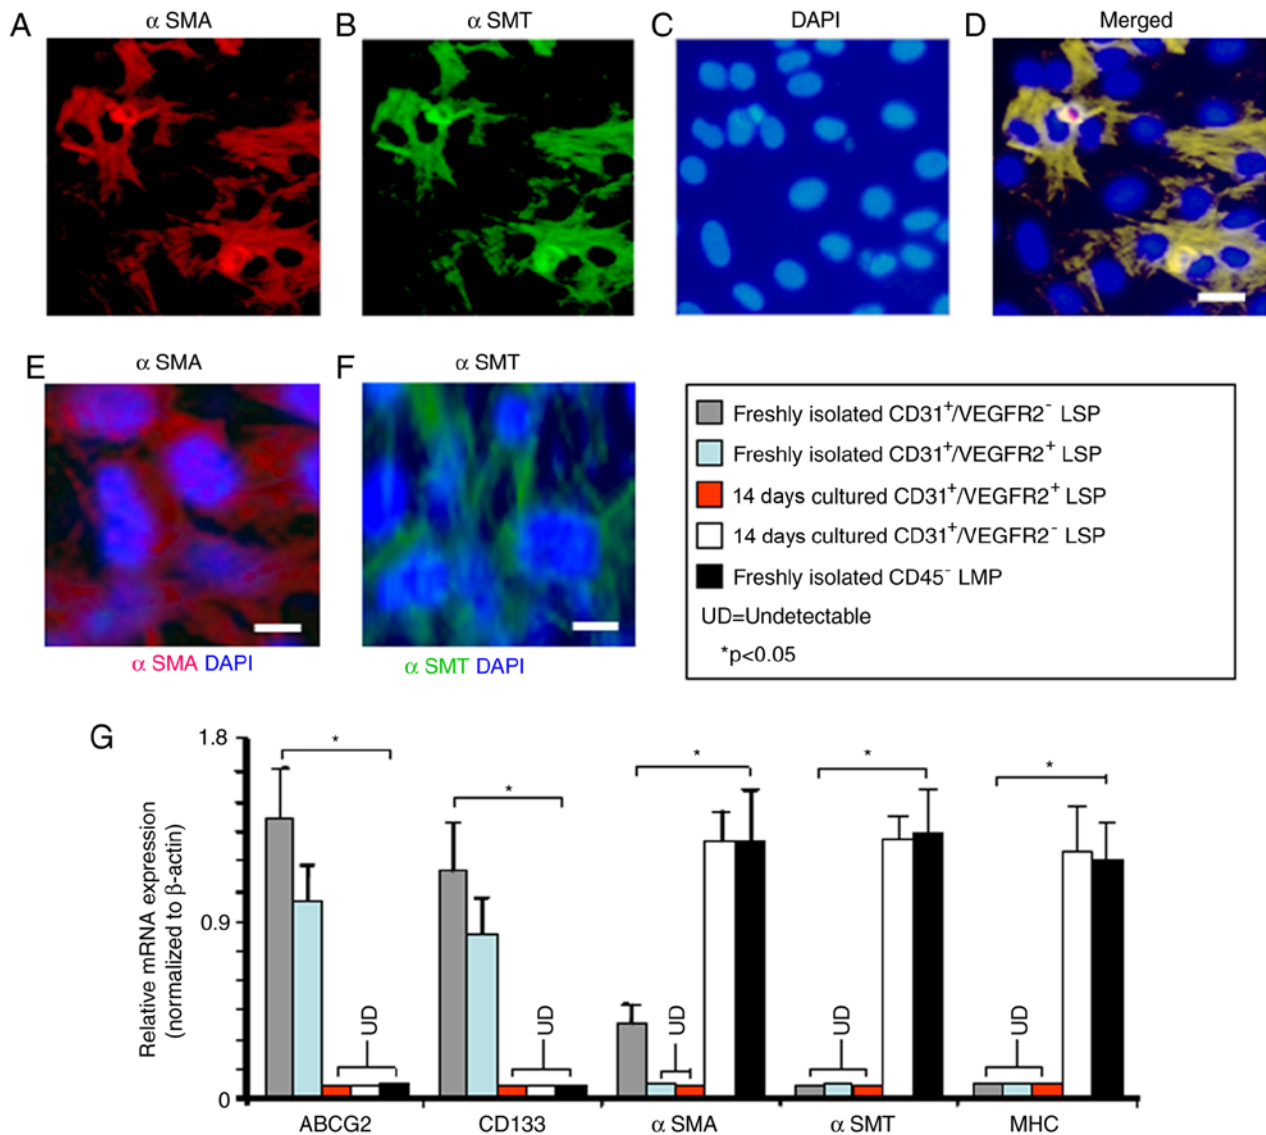 A α SMA B α SMT C DAPI D Merged
E α SMA F α SMT
α SMA DAPI α SMT DAPI
Freshly isolated CD31⁺/VEGFR2⁻ LSP
Freshly isolated CD31⁺/VEGFR2⁺ LSP
14 days cultured CD31⁺/VEGFR2⁺ LSP
14 days cultured CD31⁺/VEGFR2⁻ LSP
Freshly isolated CD45⁻ LMP
UD=Undetectable
*p<0.05
G
Relative mRNA expression
(normalized to β-actin)
1.8
0.9
0
* * * * *
UD UD UD UD UD
ABCG2 CD133 α SMA α SMT MHC